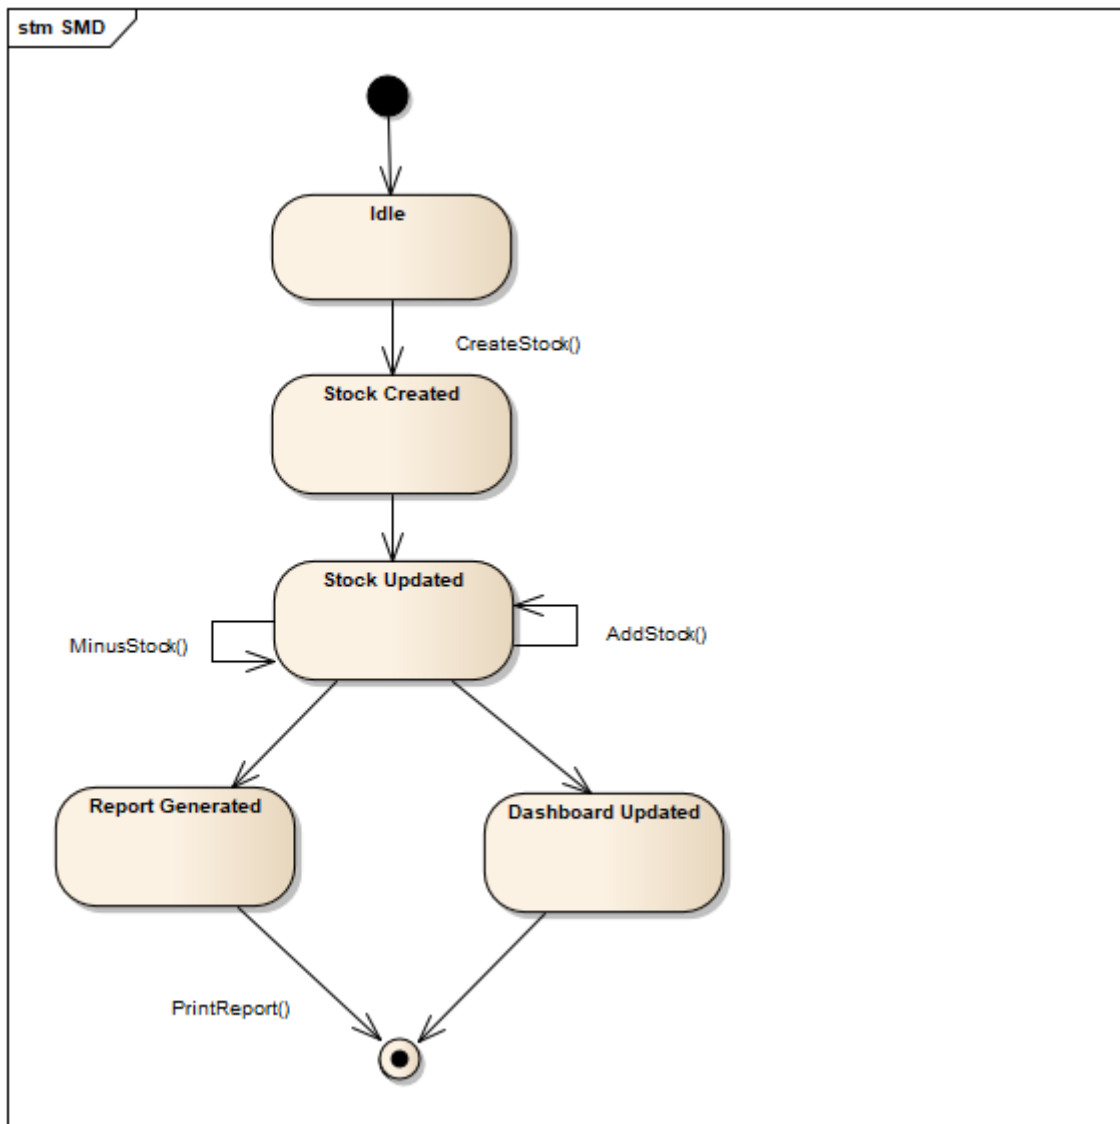 stm SMD
Idle
CreateStock()
Stock Created
Stock Updated
MinusStock()
AddStock()
Report Generated
Dashboard Updated
PrintReport()